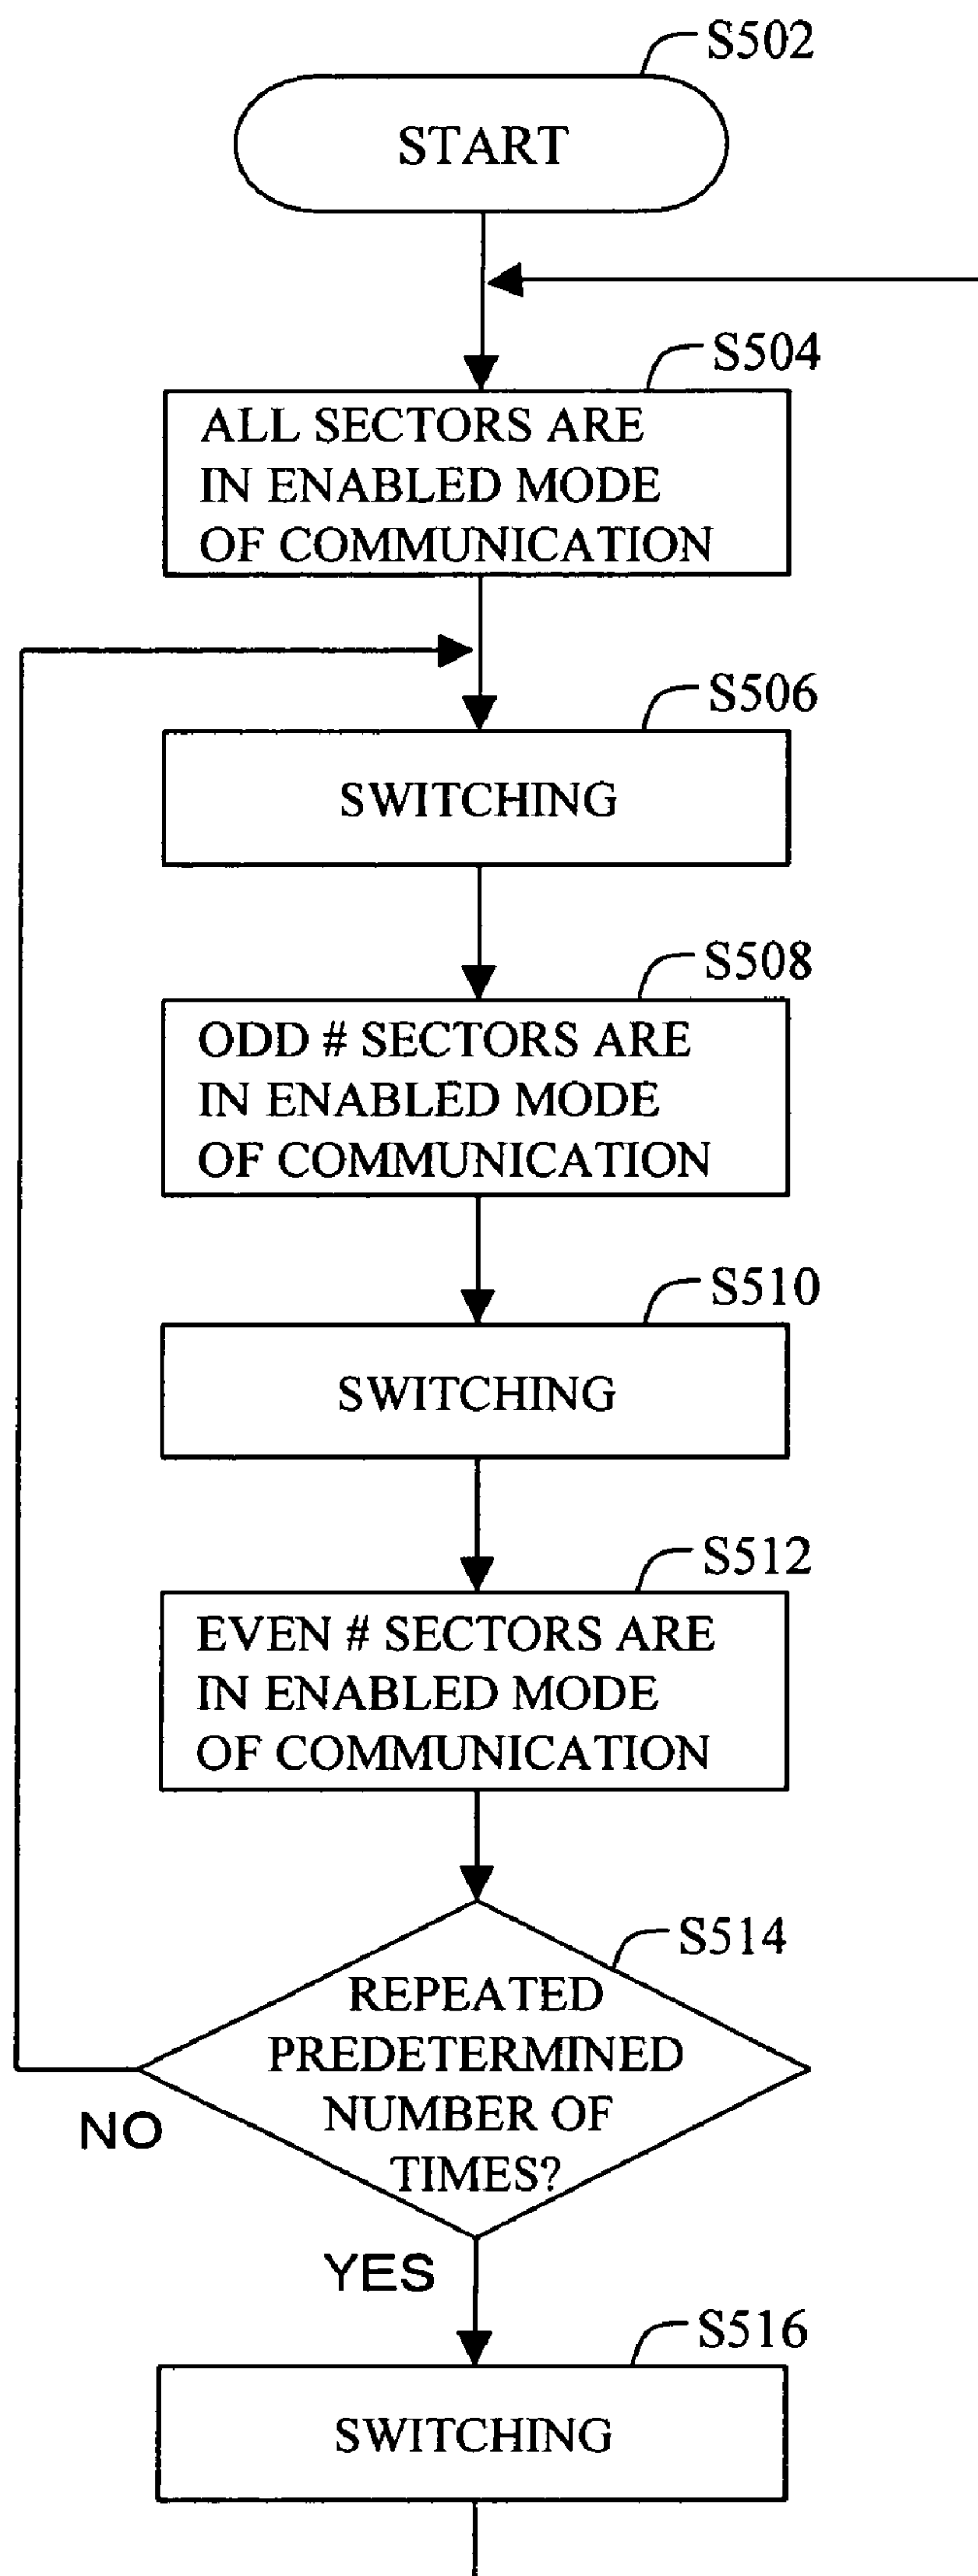 S502
START
S504
ALL SECTORS ARE
IN ENABLED MODE
OF COMMUNICATION
S506
SWITCHING
S508
ODD # SECTORS ARE
IN ENABLED MODE
OF COMMUNICATION
S510
SWITCHING
S512
EVEN # SECTORS ARE
IN ENABLED MODE
OF COMMUNICATION
S514
REPEATED
PREDETERMINED
NUMBER OF
TIMES?
NO
YES
S516
SWITCHING